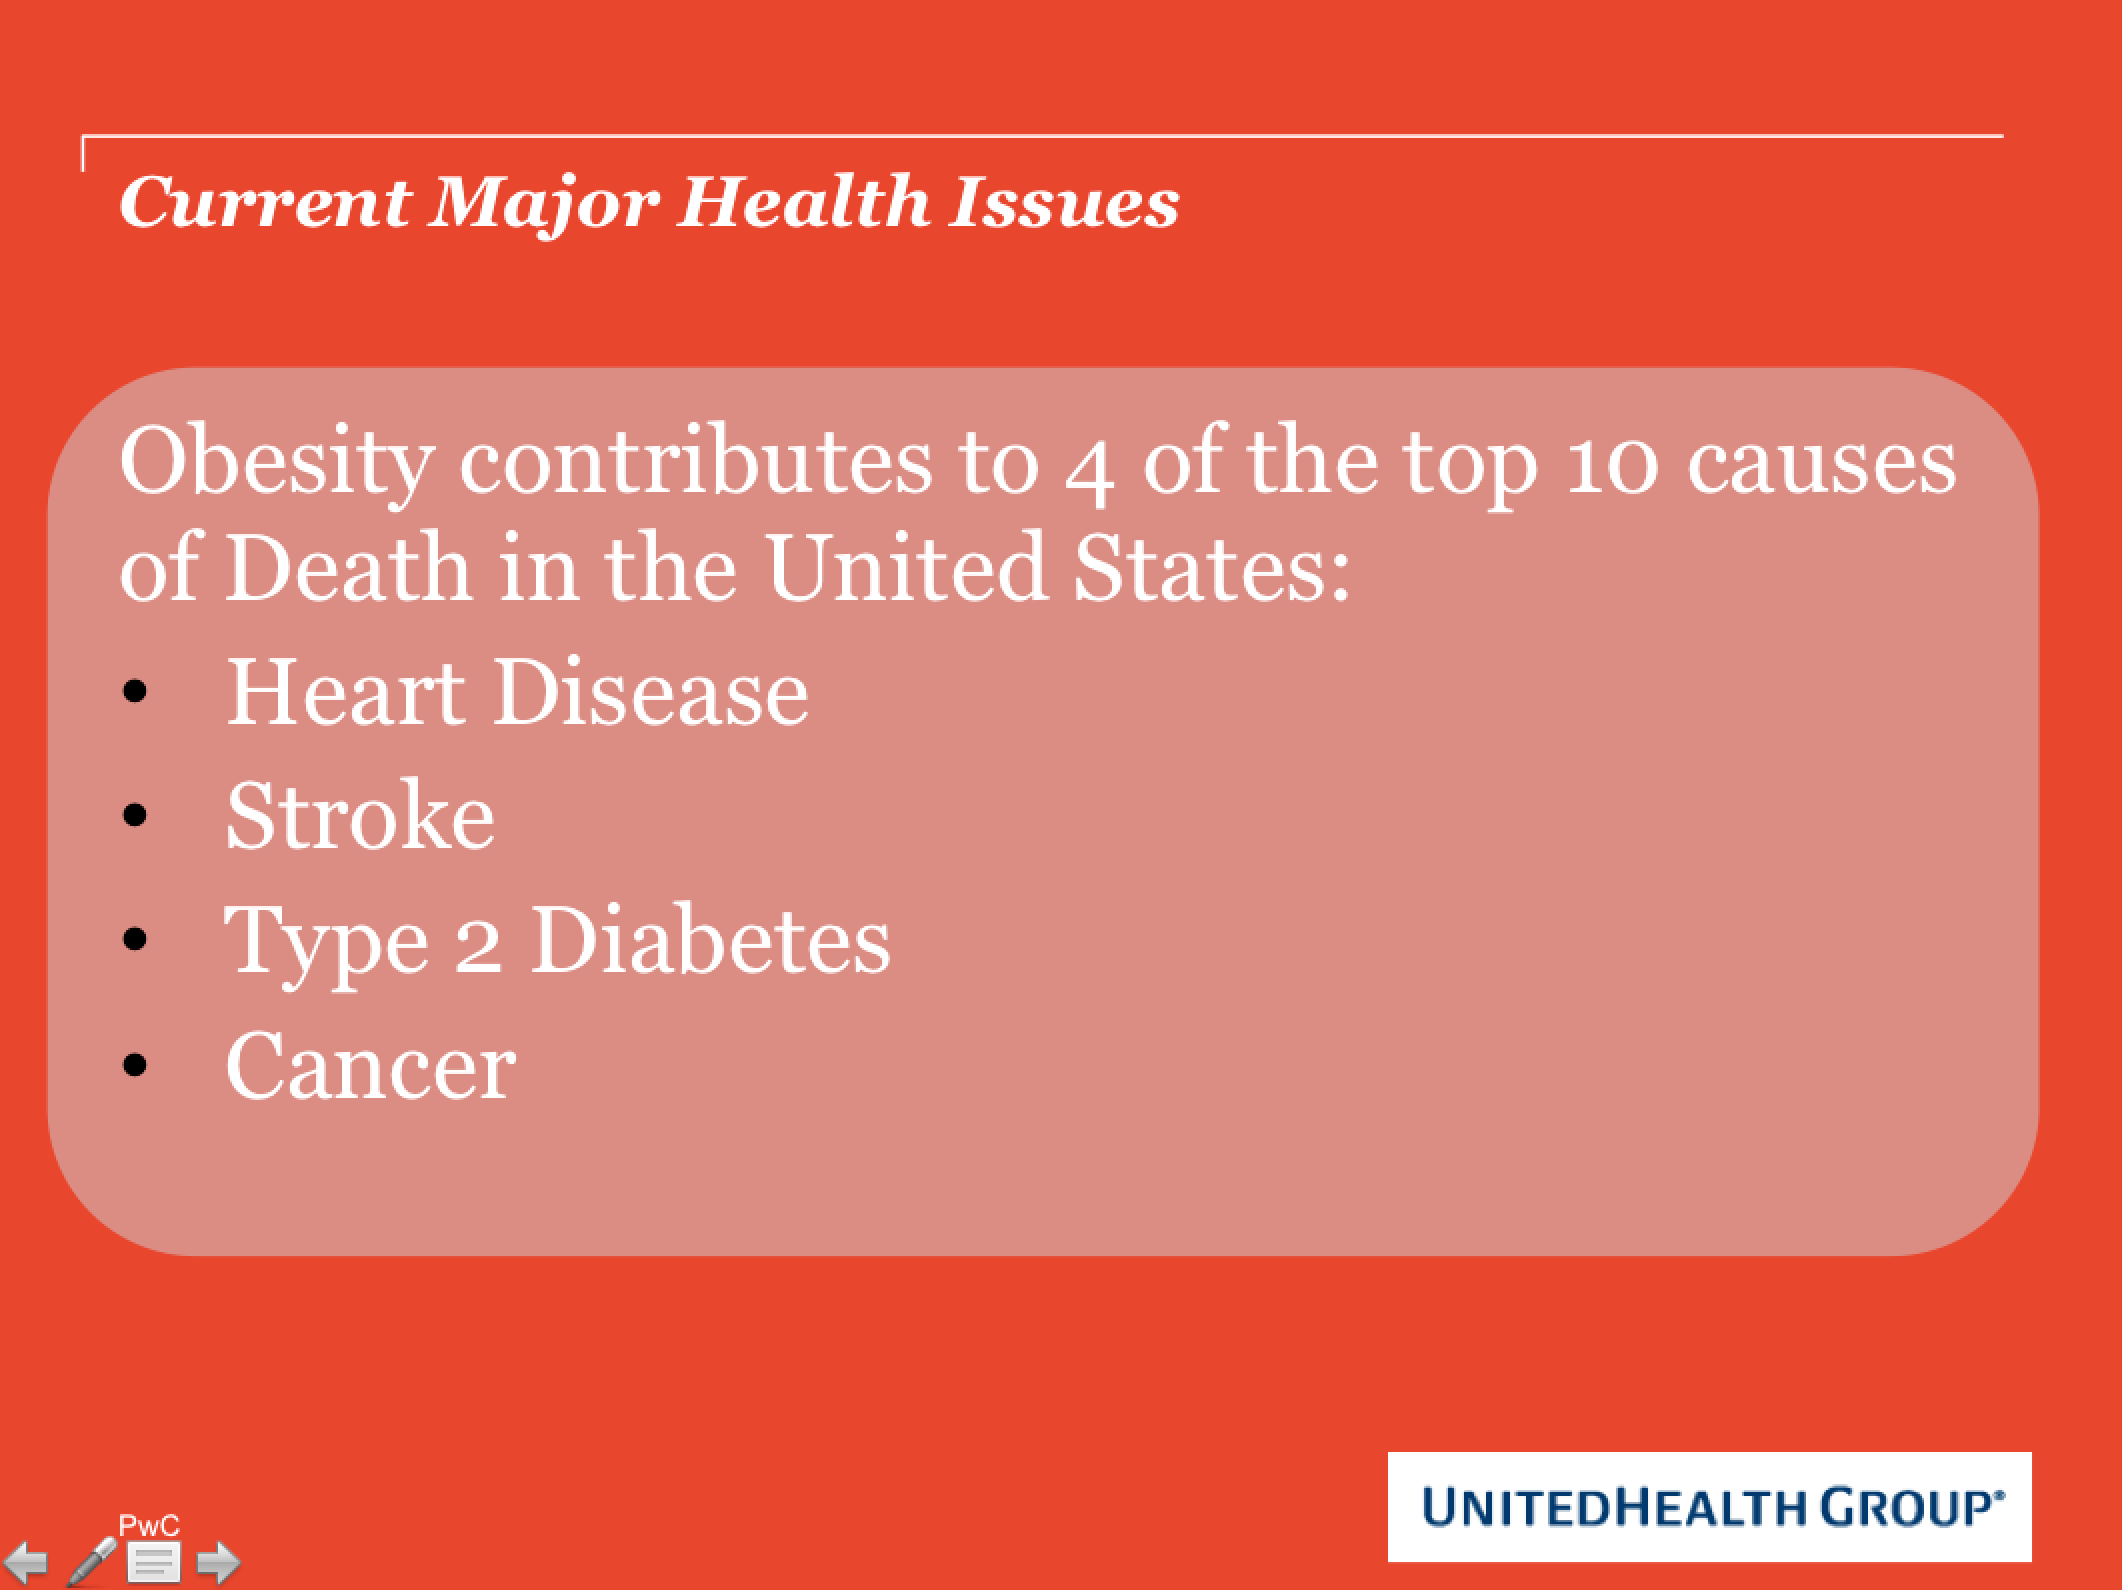 Current Major Health Issues
Obesity contributes to 4 of the top 10 causes
of Death in the United States:
• Heart Disease
• Stroke
• Type 2 Diabetes
• Cancer
PwC
UNITEDHEALTH GROUP®